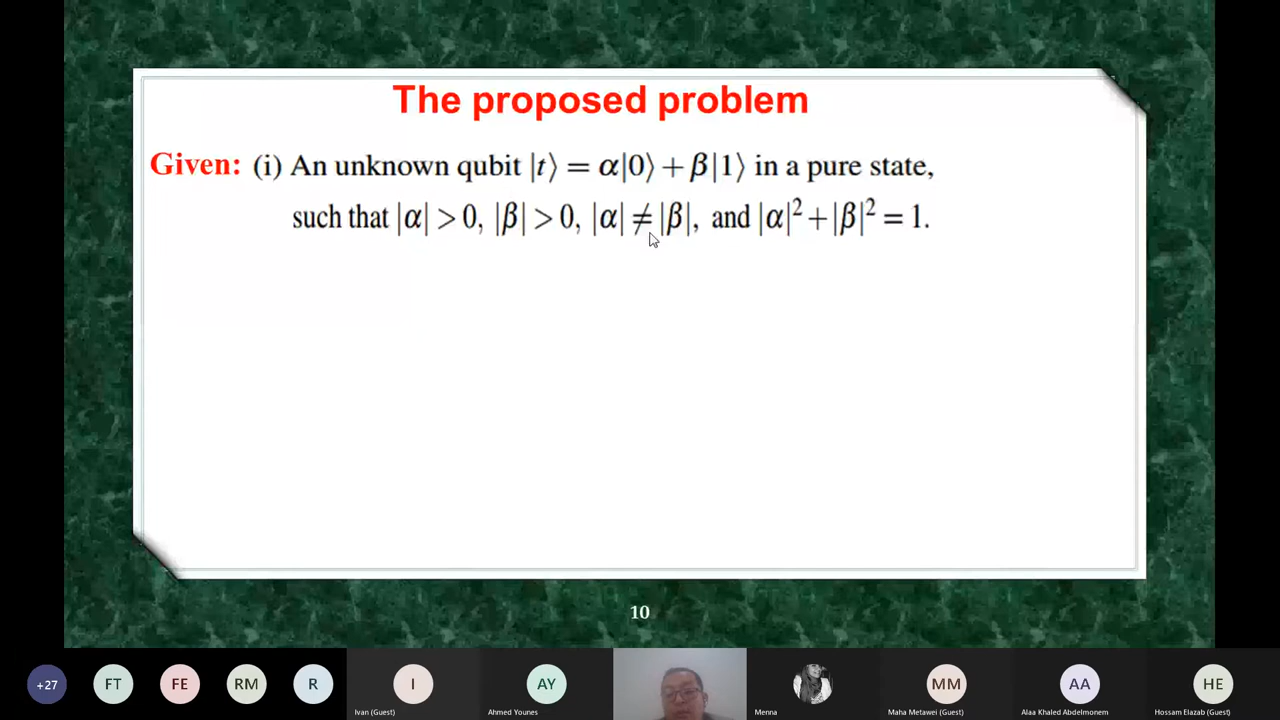 The proposed problem
Given: (i) An unknown qubit |t⟩ = α|0⟩ + β|1⟩ in a pure state,
such that |α| > 0, |β| > 0, |α| ≠ |β|, and |α|² + |β|² = 1.
10
+27 FT FE RM R I AY MM AA HE
Ivan (Guest) Ahmed Younes Menna Maha Metawei (Guest) Alaa Khaled Abdelmonem Hossam Elazab (Guest)